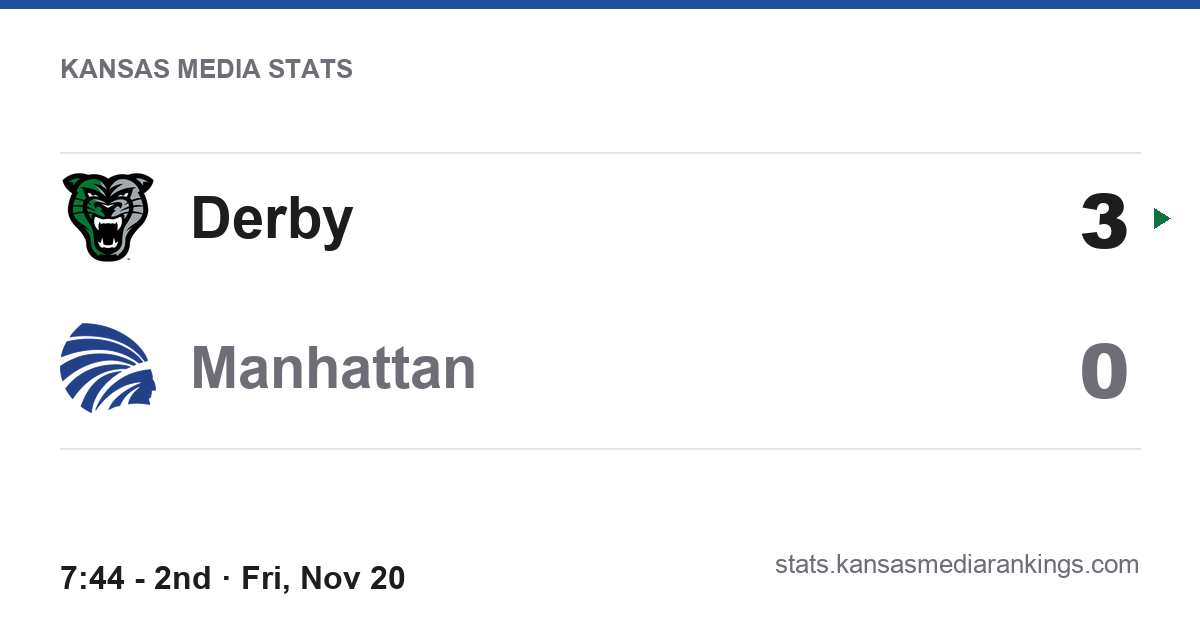 KANSAS MEDIA STATS
Derby 3
Manhattan 0
7:44 - 2nd · Fri, Nov 20
stats.kansasmediarankings.com